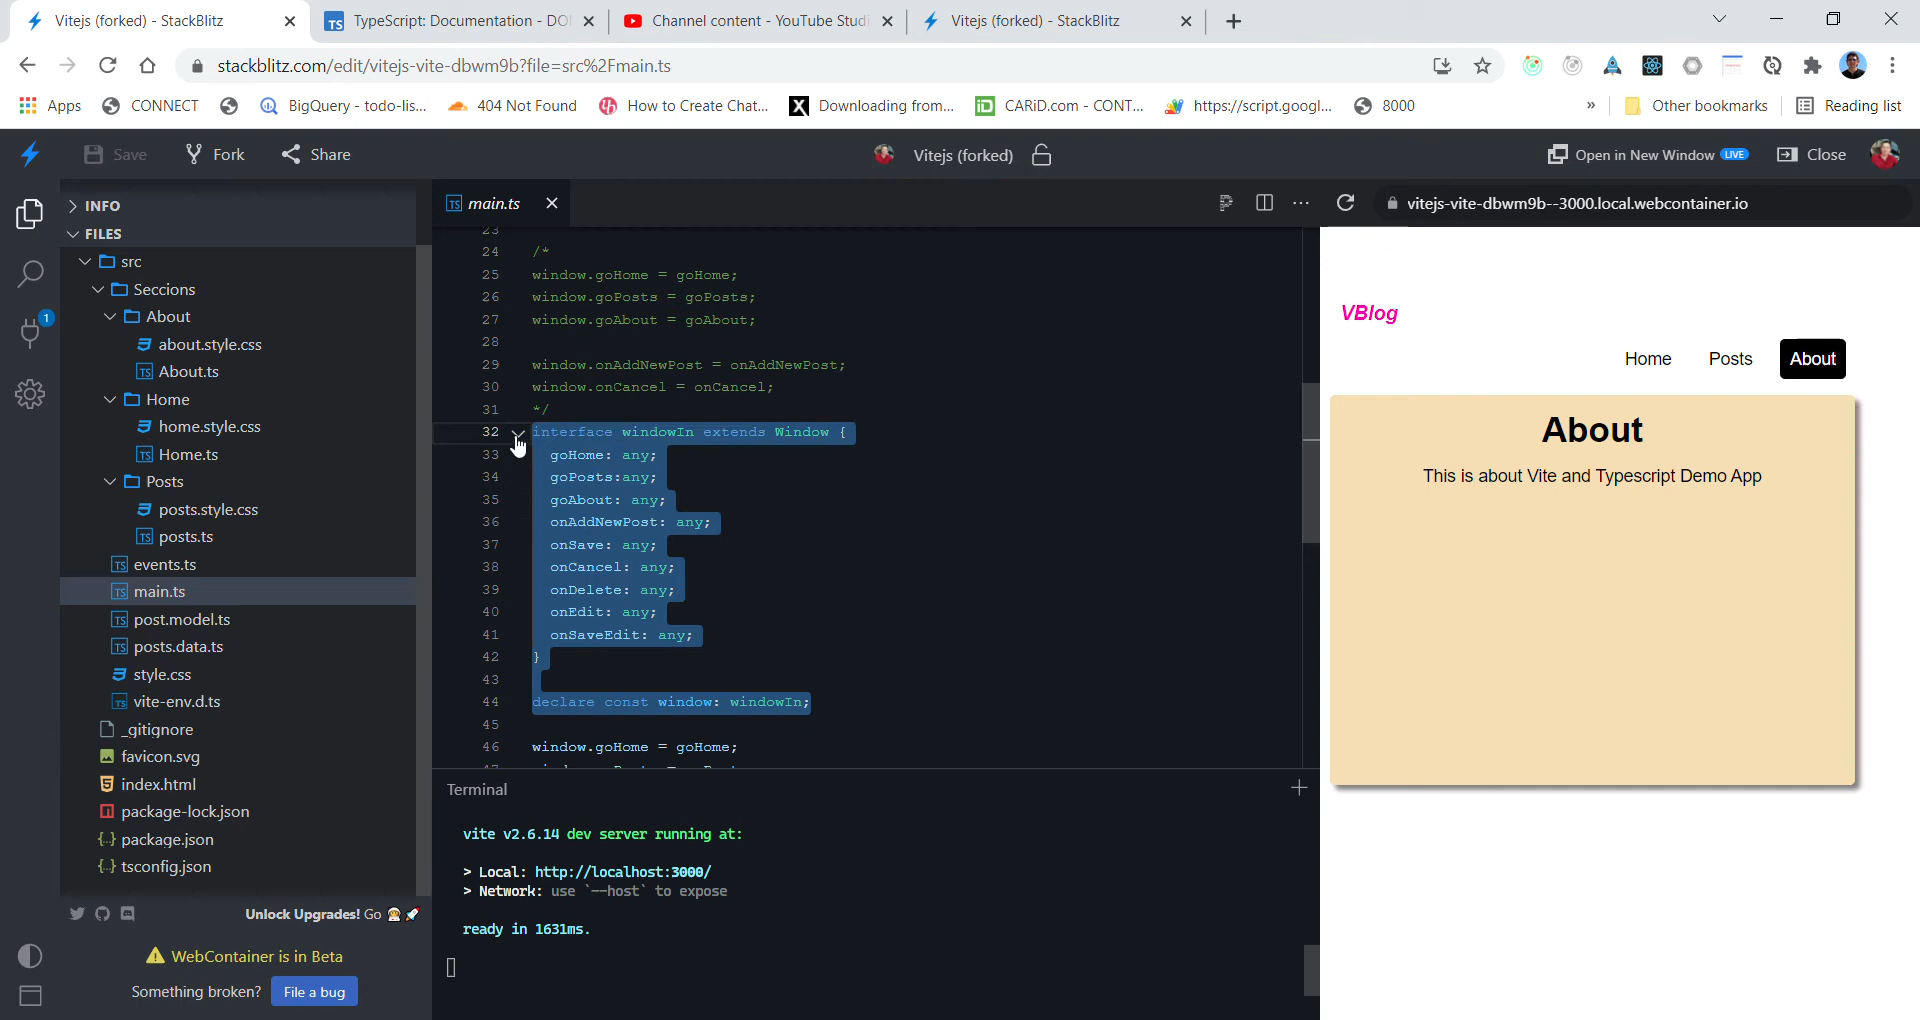 Vitejs (forked) - StackBlitz
TypeScript: Documentation - DO
Channel content - YouTube Studi
Vitejs (forked) - StackBlitz
stackblitz.com/edit/vitejs-vite-dbwm9b?file=src%2Fmain.ts
Apps
CONNECT
BigQuery - todo-lis...
404 Not Found
How to Create Chat...
Downloading from...
CARiD.com - CONT...
https://script.googl...
8000
»
Other bookmarks
Reading list
Save
Fork
Share
Vitejs (forked)
Open in New Window LIVE
Close
INFO
FILES
src
Seccions
About
about.style.css
TS About.ts
Home
home.style.css
TS Home.ts
Posts
posts.style.css
TS posts.ts
TS events.ts
TS main.ts
TS post.model.ts
TS posts.data.ts
style.css
TS vite-env.d.ts
_gitignore
favicon.svg
index.html
package-lock.json
{··} package.json
{··} tsconfig.json
Unlock Upgrades! Go
WebContainer is in Beta
Something broken? File a bug
1
TS main.ts
23
24 /*
25 window.goHome = goHome;
26 window.goPosts = goPosts;
27 window.goAbout = goAbout;
28
29 window.onAddNewPost = onAddNewPost;
30 window.onCancel = onCancel;
31 */
32 interface windowIn extends Window {
33 goHome: any;
34 goPosts:any;
35 goAbout: any;
36 onAddNewPost: any;
37 onSave: any;
38 onCancel: any;
39 onDelete: any;
40 onEdit: any;
41 onSaveEdit: any;
42 }
43
44 declare const window: windowIn;
45
46 window.goHome = goHome;
Terminal
vite v2.6.14 dev server running at:
> Local: http://localhost:3000/
> Network: use `--host` to expose
ready in 1631ms.
vitejs-vite-dbwm9b--3000.local.webcontainer.io
VBlog
Home
Posts
About
About
This is about Vite and Typescript Demo App